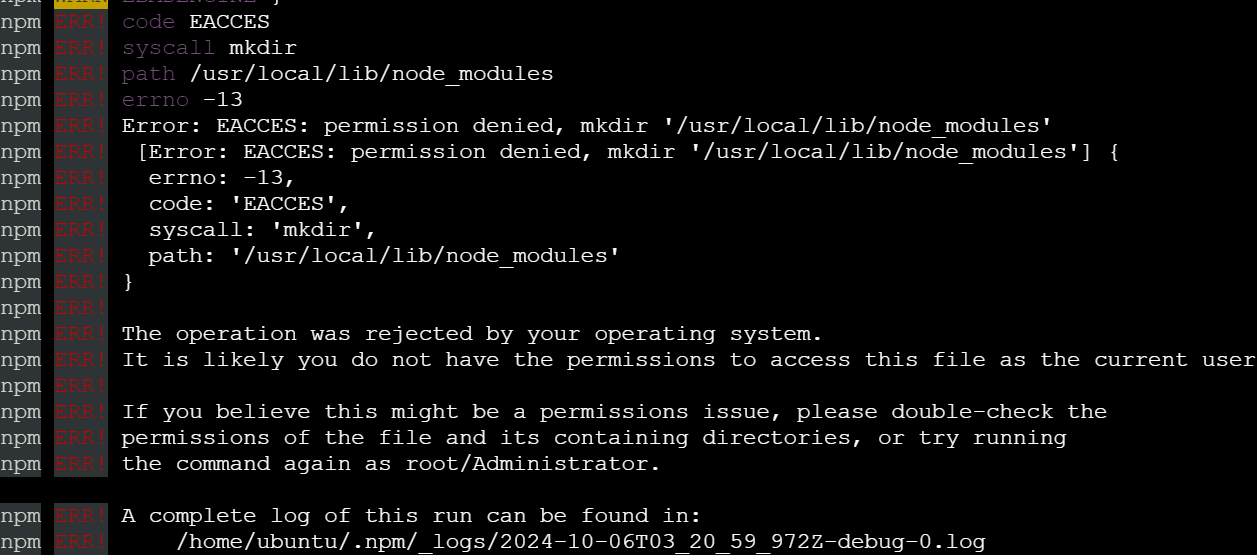 npm WARN EBADENGINE }
npm ERR! code EACCES
npm ERR! syscall mkdir
npm ERR! path /usr/local/lib/node_modules
npm ERR! errno -13
npm ERR! Error: EACCES: permission denied, mkdir '/usr/local/lib/node_modules'
npm ERR!  [Error: EACCES: permission denied, mkdir '/usr/local/lib/node_modules'] {
npm ERR!   errno: -13,
npm ERR!   code: 'EACCES',
npm ERR!   syscall: 'mkdir',
npm ERR!   path: '/usr/local/lib/node_modules'
npm ERR! }
npm ERR!
npm ERR! The operation was rejected by your operating system.
npm ERR! It is likely you do not have the permissions to access this file as the current user
npm ERR!
npm ERR! If you believe this might be a permissions issue, please double-check the
npm ERR! permissions of the file and its containing directories, or try running
npm ERR! the command again as root/Administrator.
npm ERR! A complete log of this run can be found in:
npm ERR!     /home/ubuntu/.npm/_logs/2024-10-06T03_20_59_972Z-debug-0.log